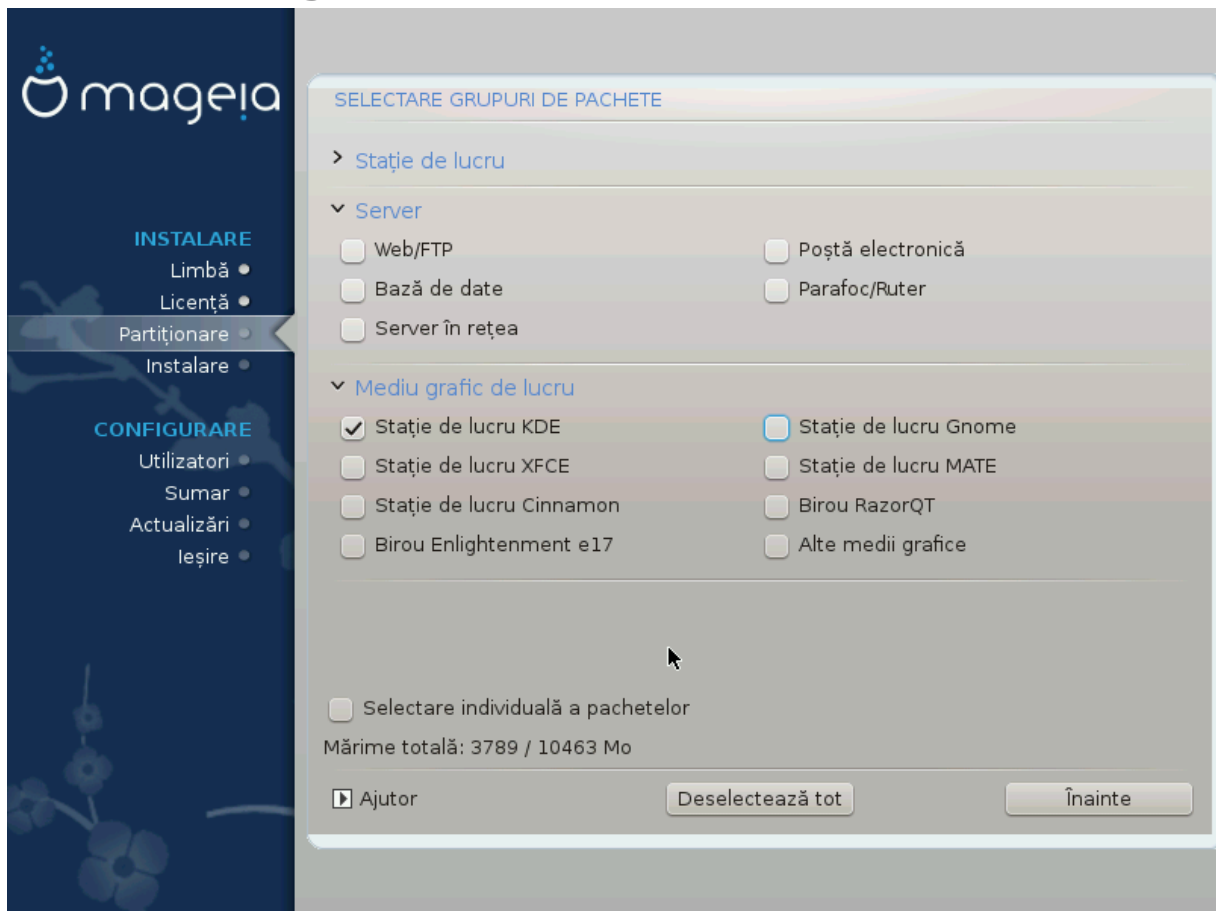 mageia
INSTALARE
Limbă
Licență
Partiționare
Instalare
CONFIGURARE
Utilizatori
Sumar
Actualizări
Ieșire
SELECTARE GRUPURI DE PACHETE
Stație de lucru
Server
Web/FTP
Poștă electronică
Bază de date
Parafoc/Ruter
Server în rețea
Mediu grafic de lucru
Stație de lucru KDE
Stație de lucru Gnome
Stație de lucru XFCE
Stație de lucru MATE
Stație de lucru Cinnamon
Birou RazorQT
Birou Enlightenment e17
Alte medii grafice
Selectare individuală a pachetelor
Mărime totală: 3789 / 10463 Mo
Ajutor
Deselectează tot
Înainte